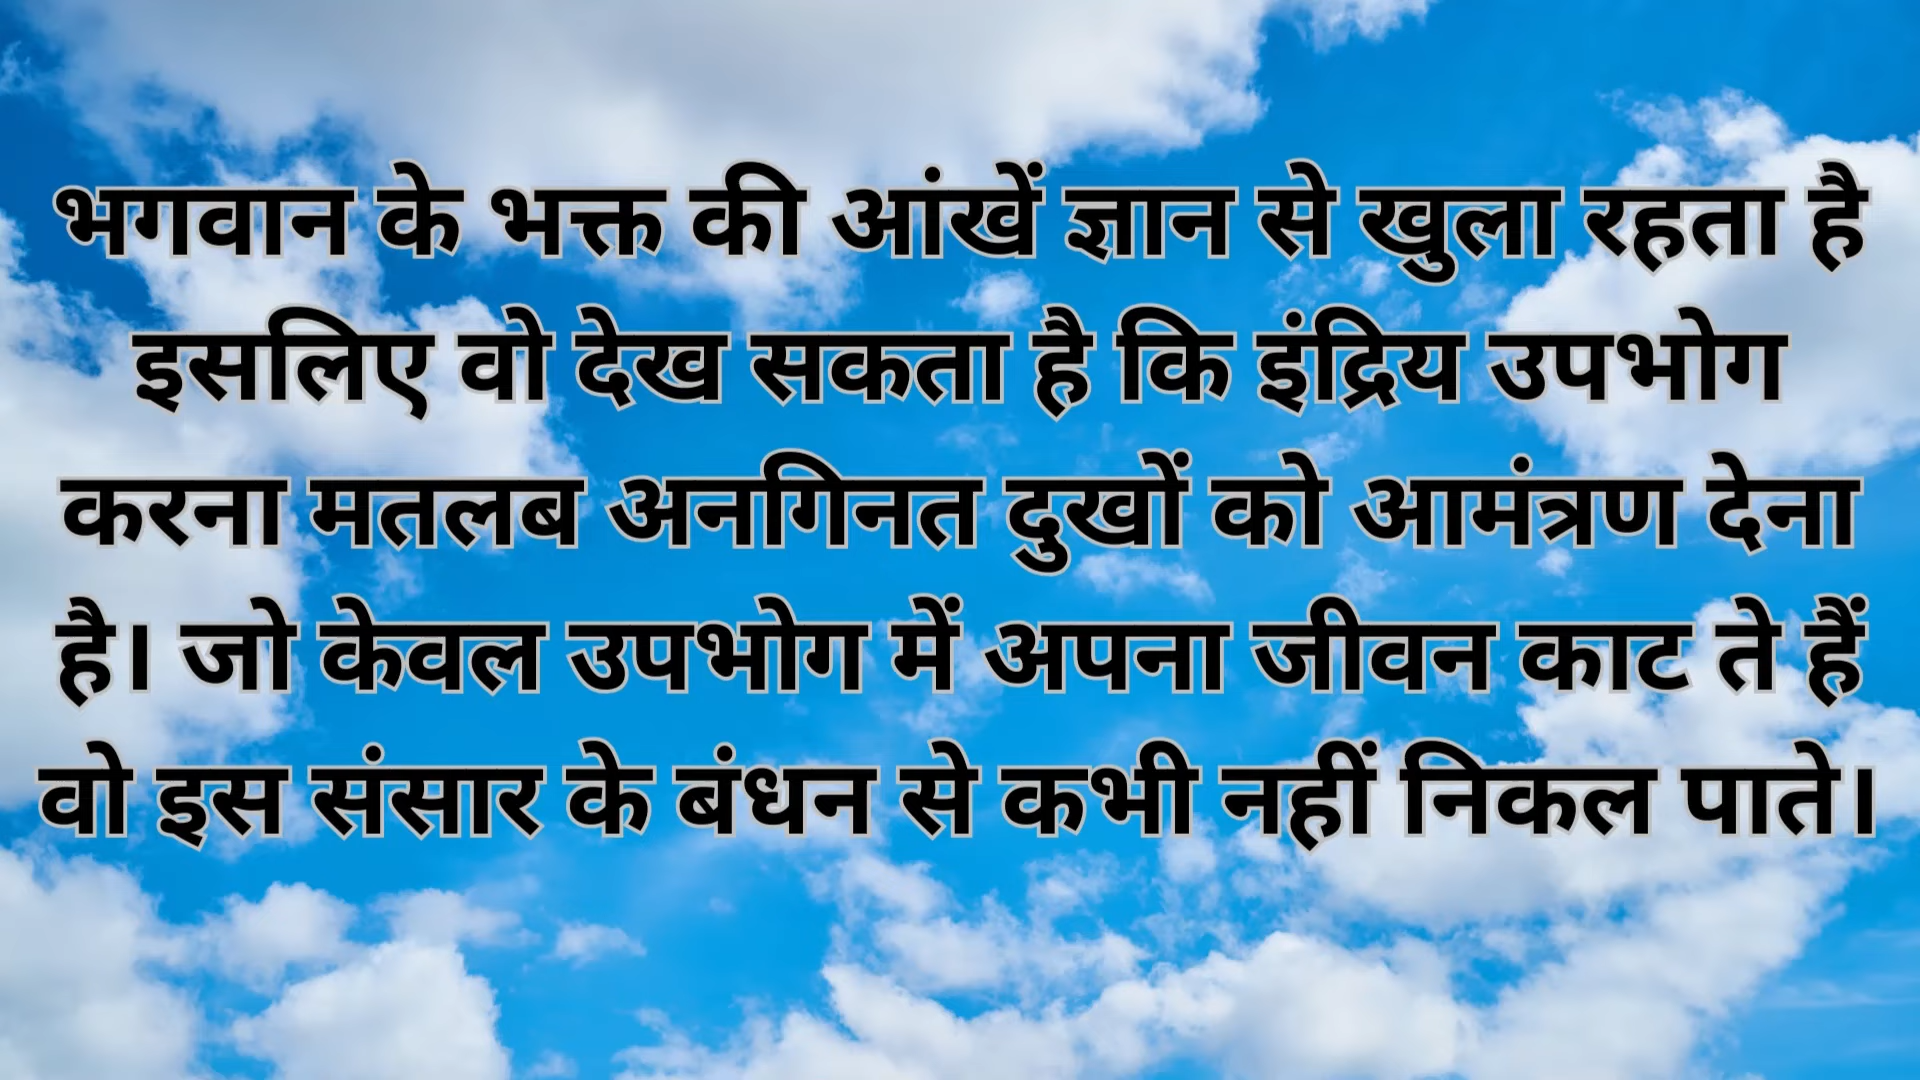 भगवान के भक्त की आंखें ज्ञान से खुला रहता है
इसलिए वो देख सकता है कि इंद्रिय उपभोग
करना मतलब अनगिनत दुखों को आमंत्रण देना
है। जो केवल उपभोग में अपना जीवन काट ते हैं
वो इस संसार के बंधन से कभी नहीं निकल पाते।